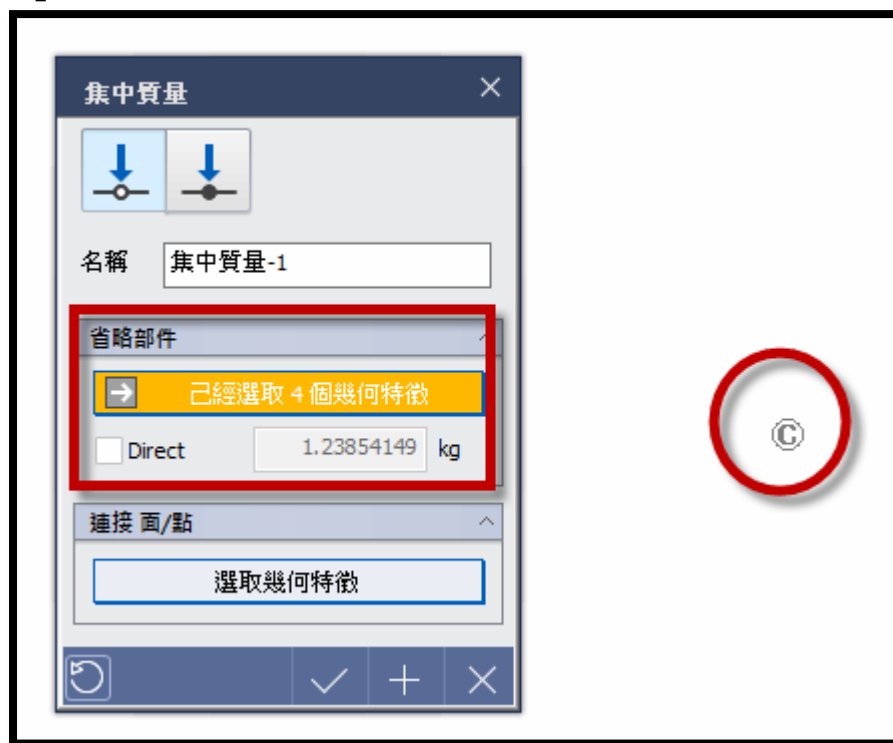 集中質量
名稱 集中質量-1
省略部件
已經選取 4 個幾何特徵
Direct 1.23854149 kg
連接 面/點
選取幾何特徵
©